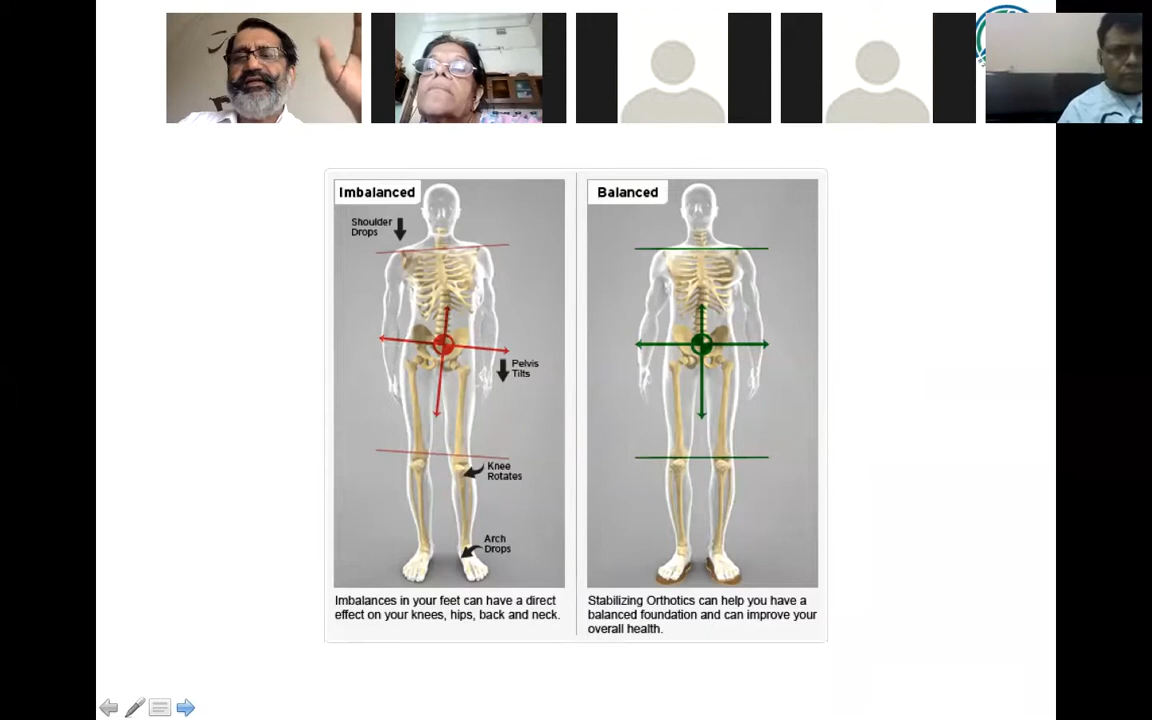 Imbalanced
Shoulder
Drops
Pelvis
Tilts
Knee
Rotates
Arch
Drops
Imbalances in your feet can have a direct
effect on your knees, hips, back and neck.
Balanced
Stabilizing Orthotics can help you have a
balanced foundation and can improve your
overall health.